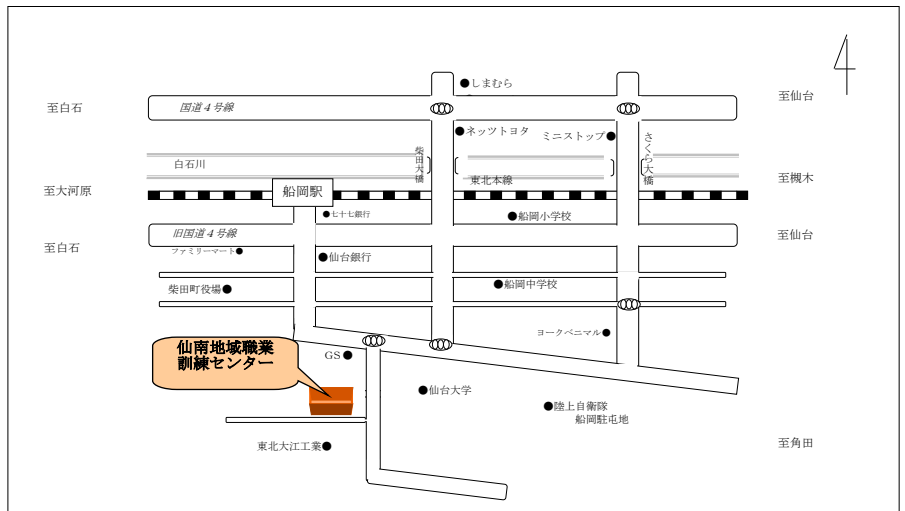 ●しまむら
至仙台
至白石
国道４号線
●ネッツトヨタ
ミニストップ●
さくら大橋
柴田大橋
白石川
至槻木
東北本線
至大河原
船岡駅
●七十七銀行
●船岡小学校
旧国道４号線
至仙台
至白石
ファミリーマート●
●仙台銀行
●船岡中学校
柴田町役場●
ヨークベニマル●
仙南地域職業
訓練センター
GS●
●仙台大学
●陸上自衛隊
船岡駐屯地
東北大江工業●
至角田